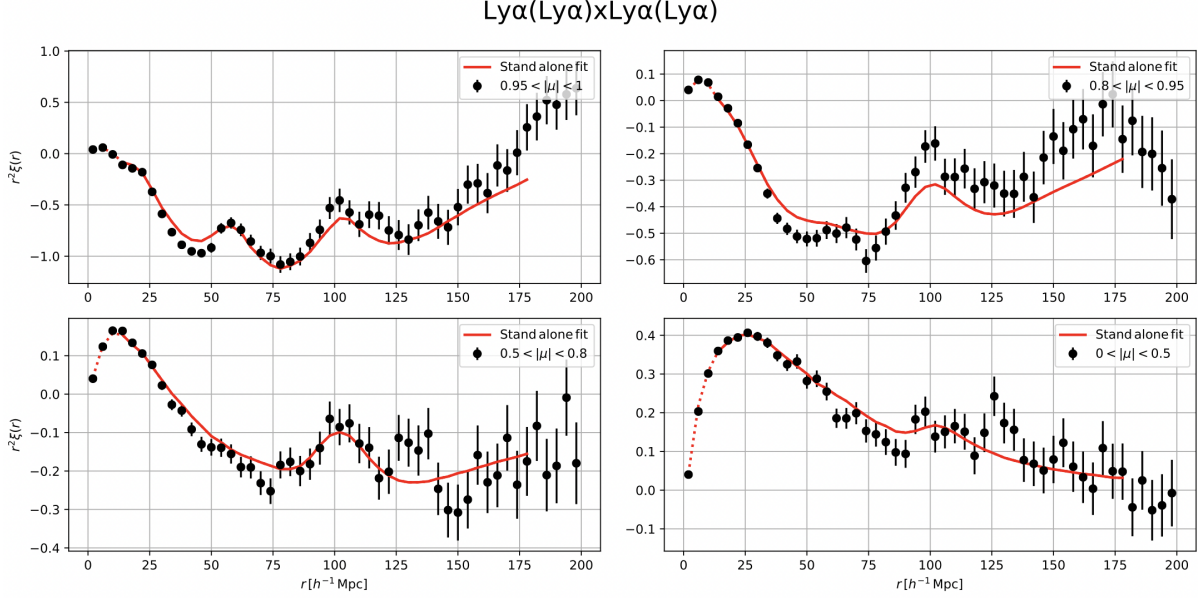 Lyα(Lyα)xLyα(Lyα)
1.0
0.5
0.0
−0.5
−1.0
r²ξ(r)
Stand alone fit
0.95 < |μ| < 1
0 25 50 75 100 125 150 175 200
0.1
0.0
−0.1
−0.2
−0.3
−0.4
−0.5
−0.6
Stand alone fit
0.8 < |μ| < 0.95
0 25 50 75 100 125 150 175 200
0.1
0.0
−0.1
−0.2
−0.3
−0.4
r²ξ(r)
Stand alone fit
0.5 < |μ| < 0.8
0 25 50 75 100 125 150 175 200
r [h⁻¹ Mpc]
0.4
0.3
0.2
0.1
0.0
−0.1
Stand alone fit
0 < |μ| < 0.5
0 25 50 75 100 125 150 175 200
r [h⁻¹ Mpc]